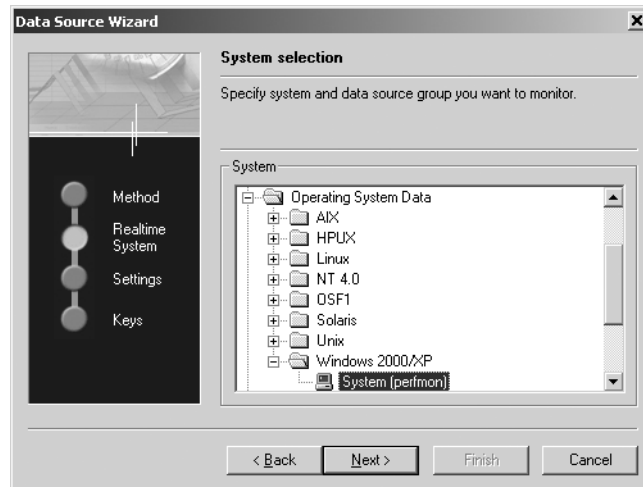 Data Source Wizard
System selection
Specify system and data source group you want to monitor.
Method
Realtime
System
Settings
Keys
System
Operating System Data
AIX
HPUX
Linux
NT 4.0
OSF1
Solaris
Unix
Windows 2000/XP
System (perfmon)
< Back
Next >
Finish
Cancel